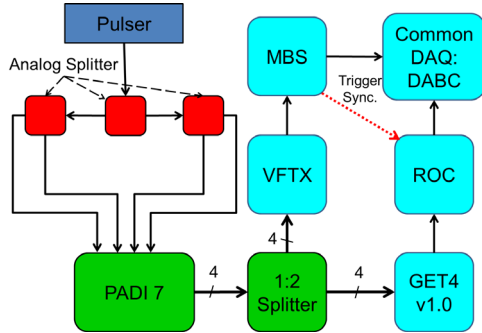 Pulser
Analog Splitter
MBS
Common
DAQ:
DABC
Trigger
Sync.
VFTX
ROC
4
PADI 7
4
1:2
Splitter
4
GET4
v1.0